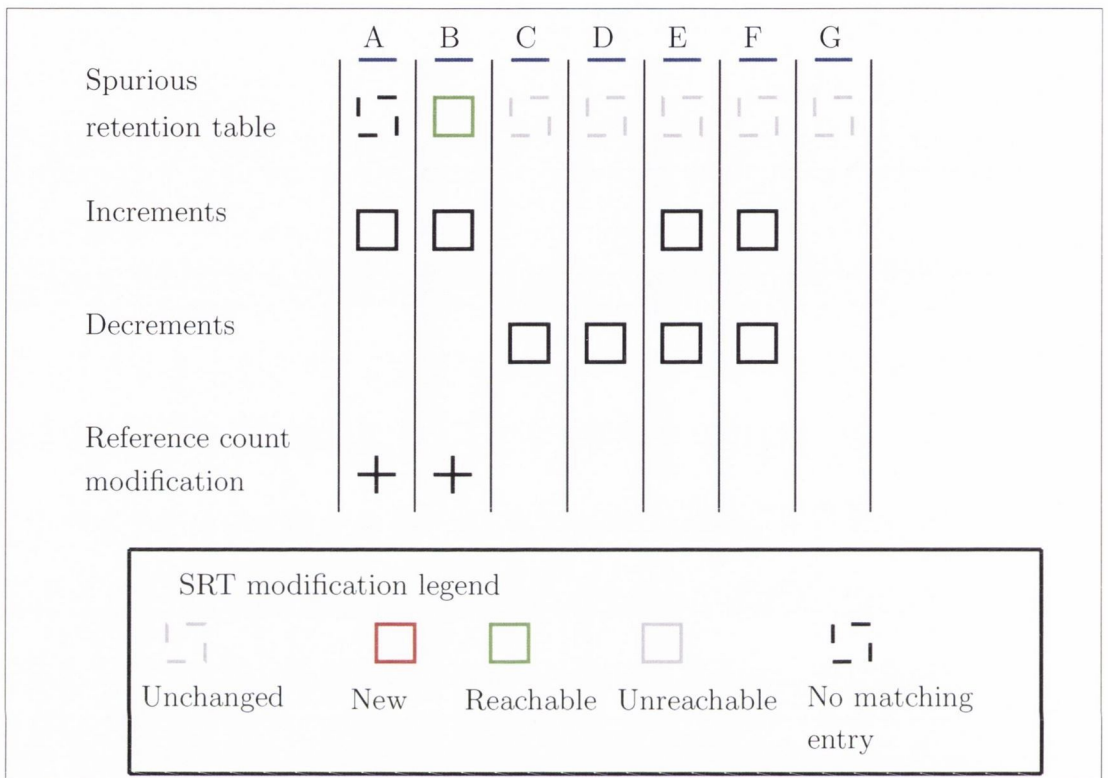 A B C D E F G
Spurious
retention table
Increments
Decrements
Reference count
modification
SRT modification legend
Unchanged New Reachable Unreachable No matching
entry